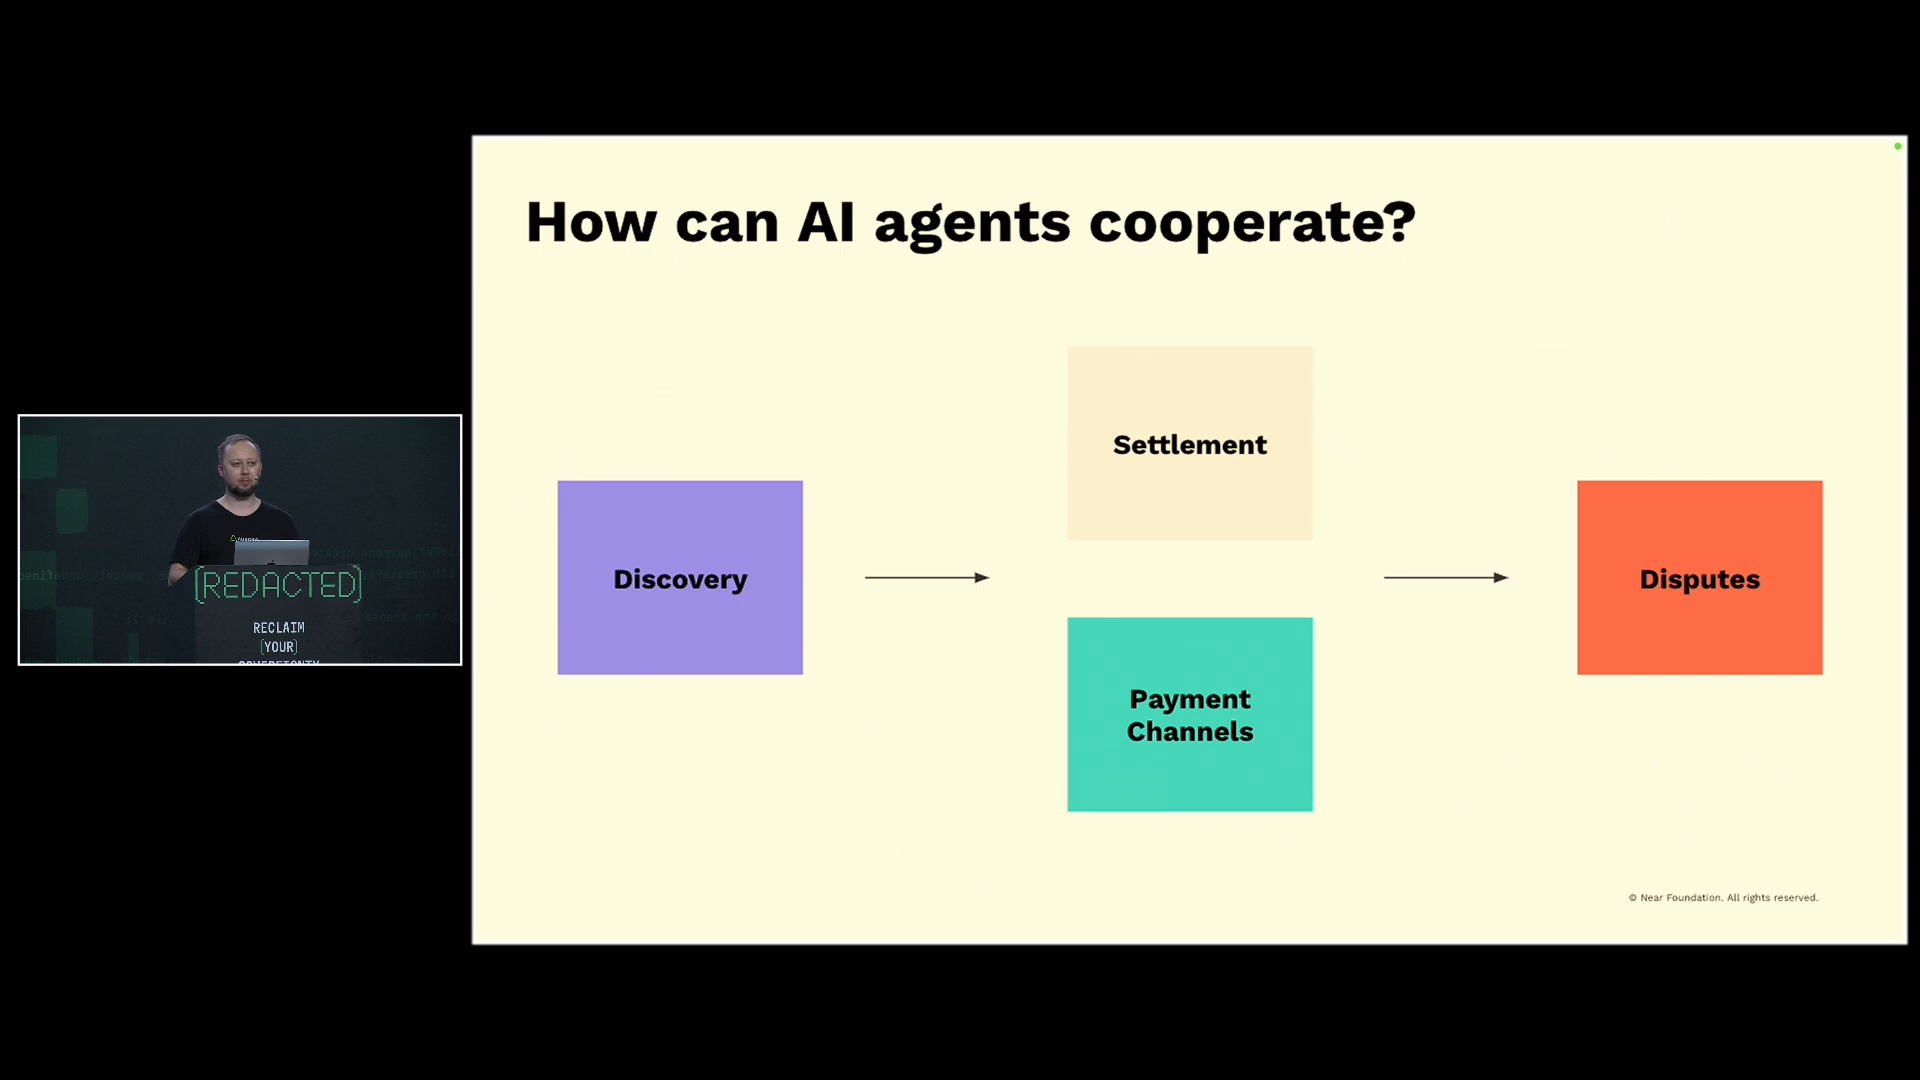 How can AI agents cooperate?
Settlement
Discovery
Disputes
Payment
Channels
© Near Foundation. All rights reserved.
[REDACTED]
RECLAIM
[YOUR]